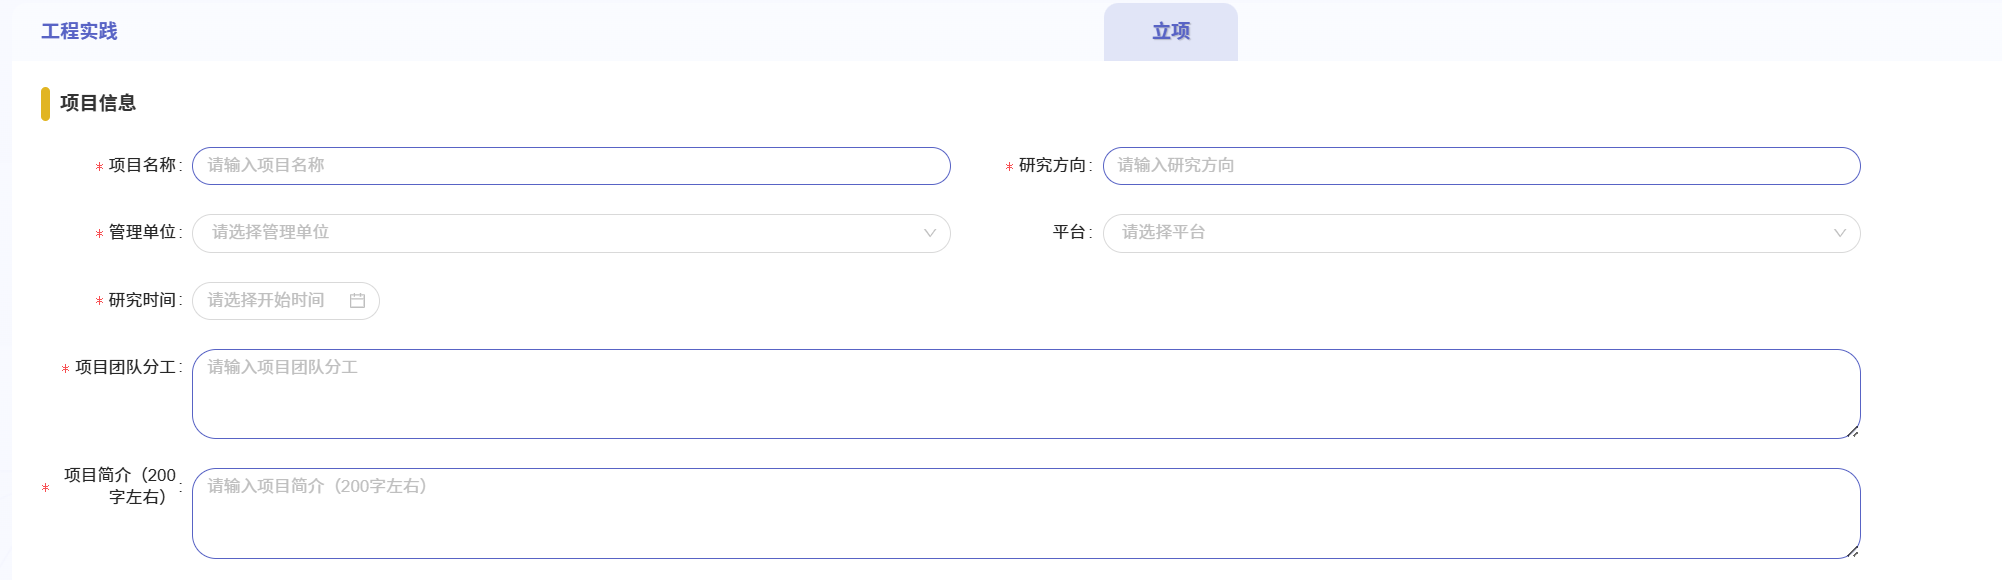 工程实践
立项
项目信息
* 项目名称: 请输入项目名称
* 研究方向: 请输入研究方向
* 管理单位: 请选择管理单位
平台: 请选择平台
* 研究时间: 请选择开始时间
* 项目团队分工: 请输入项目团队分工
* 项目简介（200
字左右）: 请输入项目简介（200字左右）